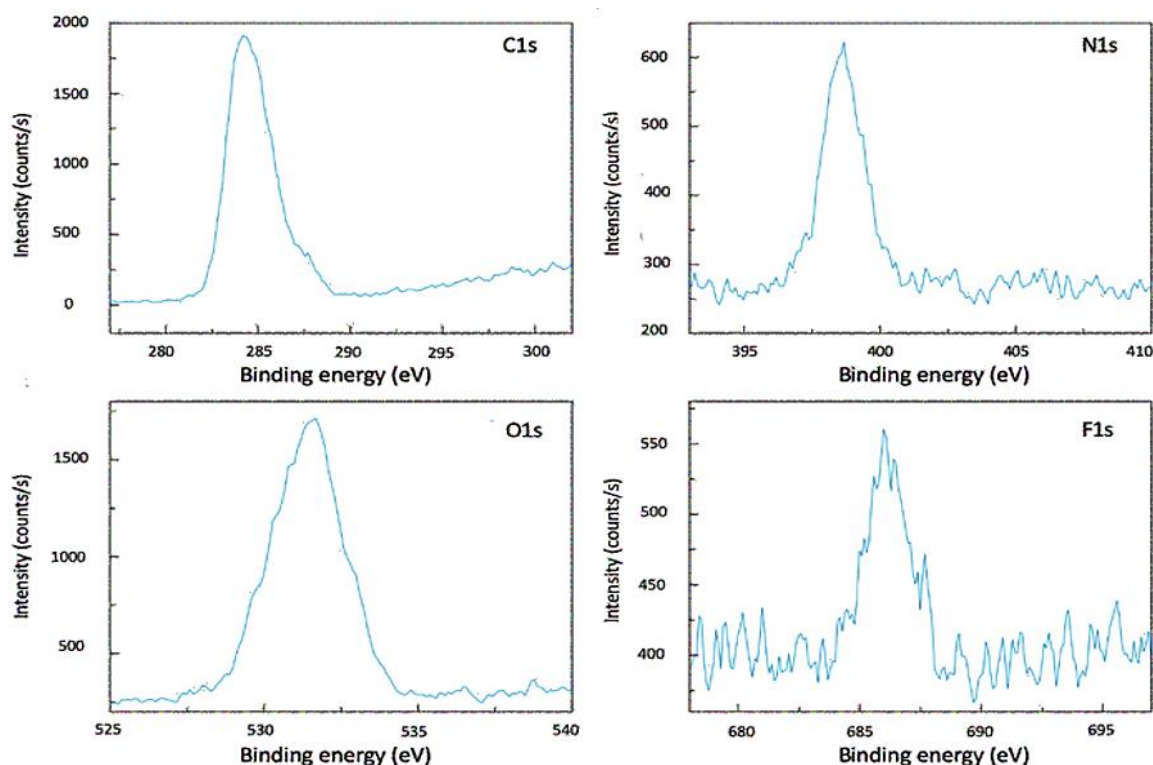 C1s
2000
1500
1000
500
0
Intensity (counts/s)
280 285 290 295 300
Binding energy (eV)
N1s
600
500
400
300
200
Intensity (counts/s)
395 400 405 410
Binding energy (eV)
O1s
1500
1000
500
Intensity (counts/s)
525 530 535 540
Binding energy (eV)
F1s
550
500
450
400
Intensity (counts/s)
680 685 690 695
Binding energy (eV)